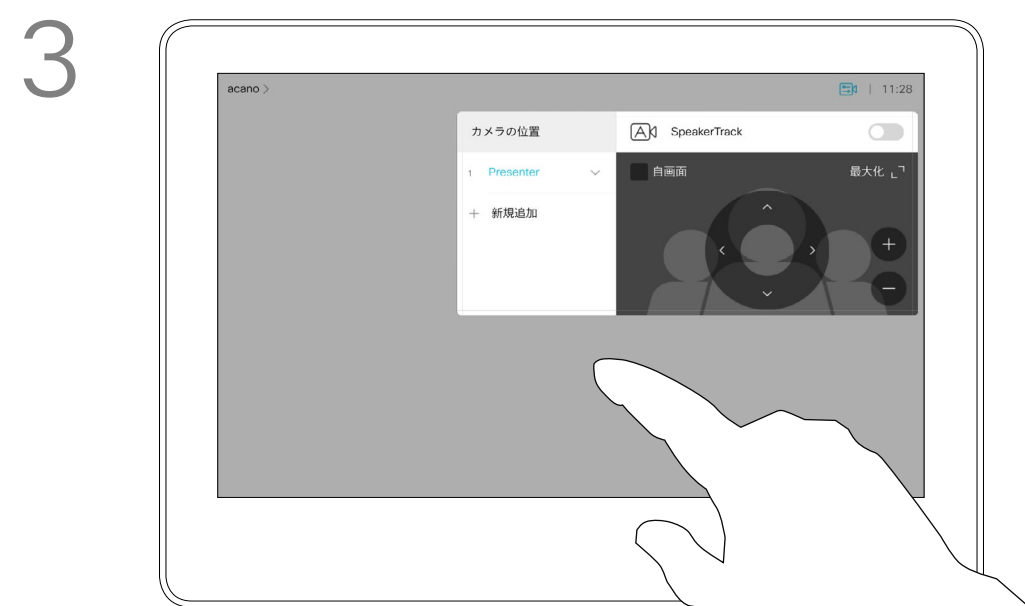 3
acano >
| 11:28
カメラの位置
A SpeakerTrack
1 Presenter
自画面
最大化
+ 新規追加
+
−